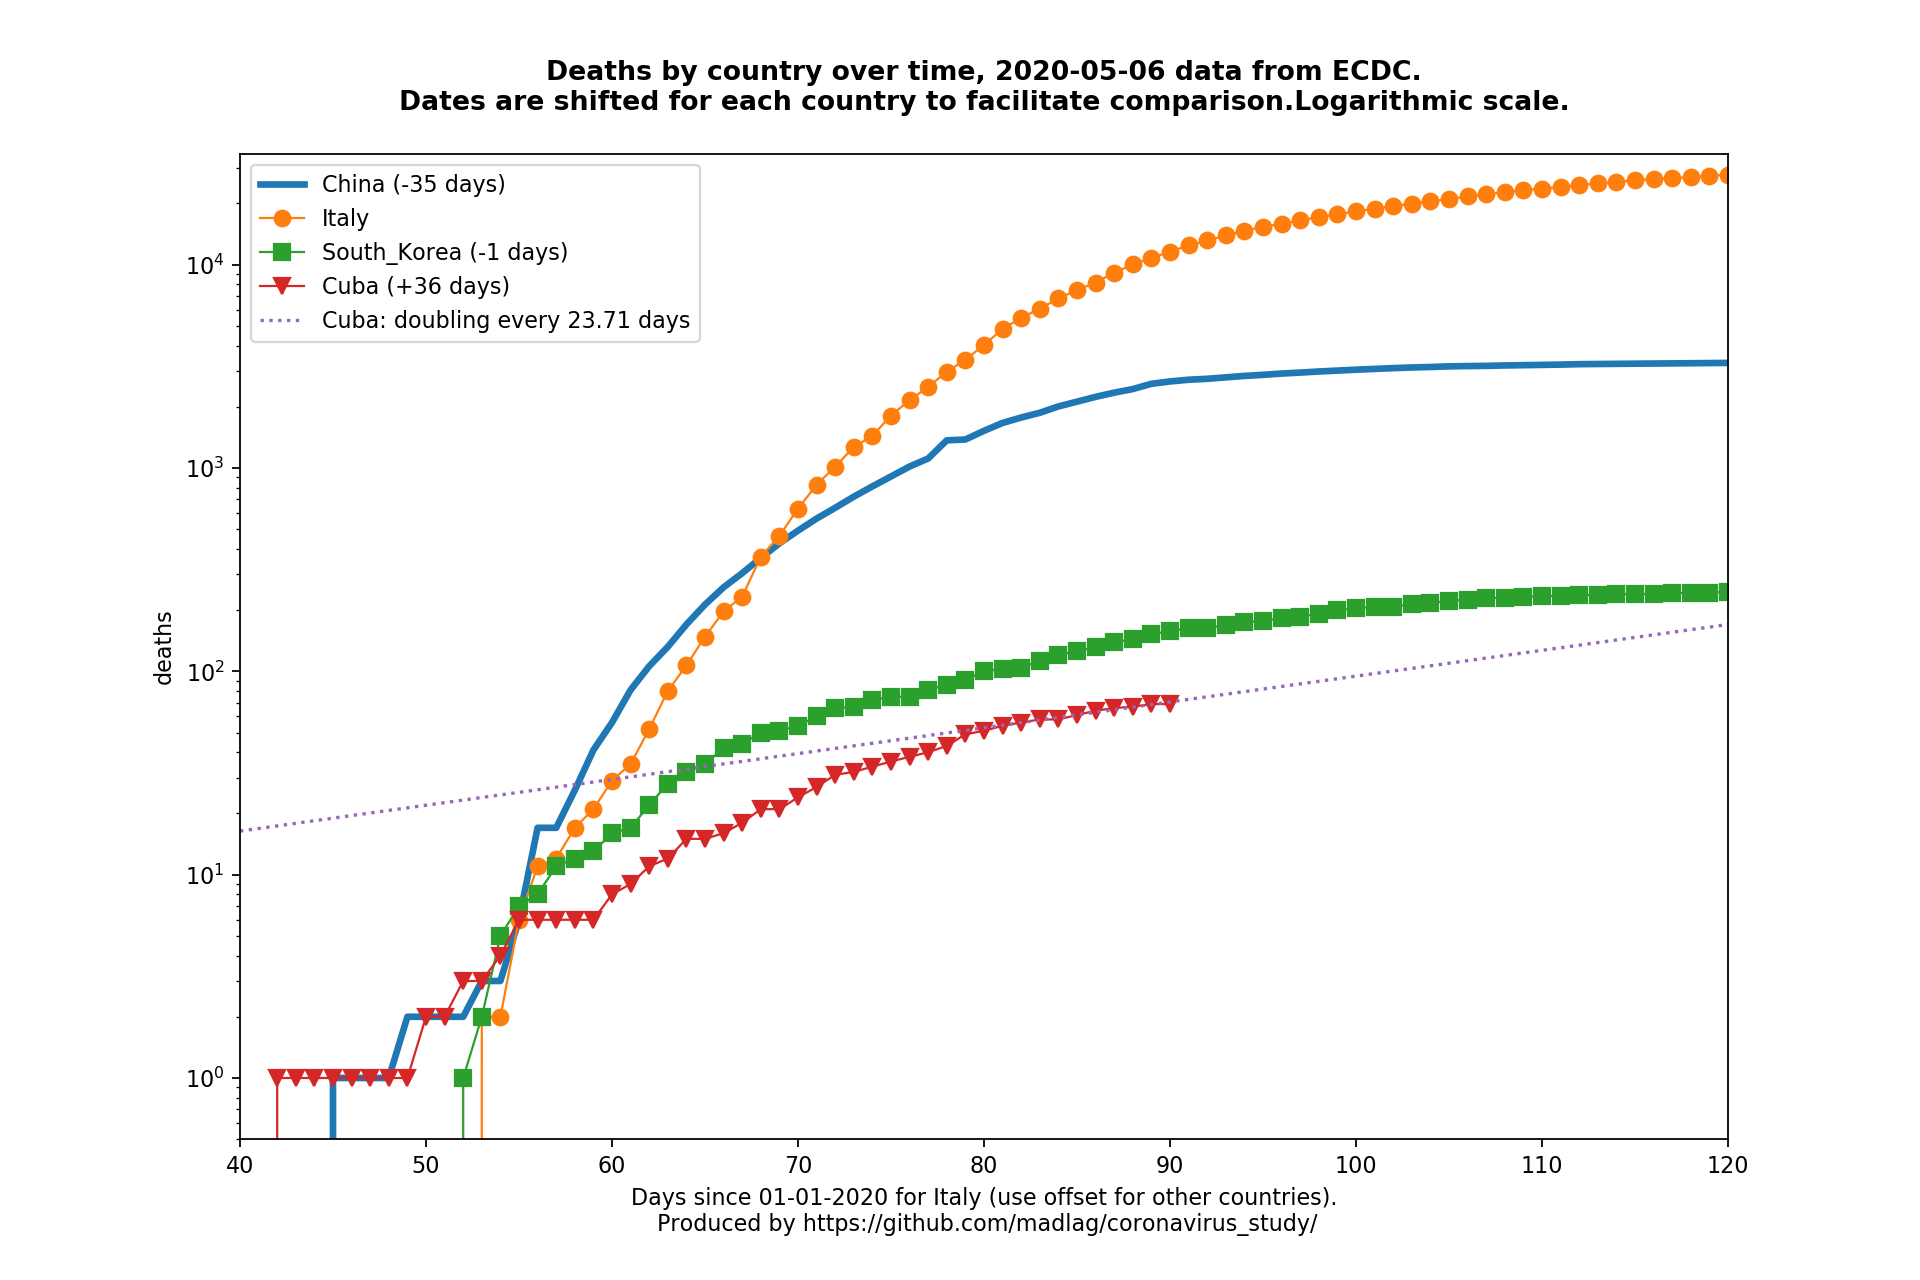 Deaths by country over time, 2020-05-06 data from ECDC.
Dates are shifted for each country to facilitate comparison.Logarithmic scale.
China (-35 days)
Italy
South_Korea (-1 days)
Cuba (+36 days)
Cuba: doubling every 23.71 days
deaths
10⁴
10³
10²
10¹
10⁰
40 50 60 70 80 90 100 110 120
Days since 01-01-2020 for Italy (use offset for other countries).
Produced by https://github.com/madlag/coronavirus_study/